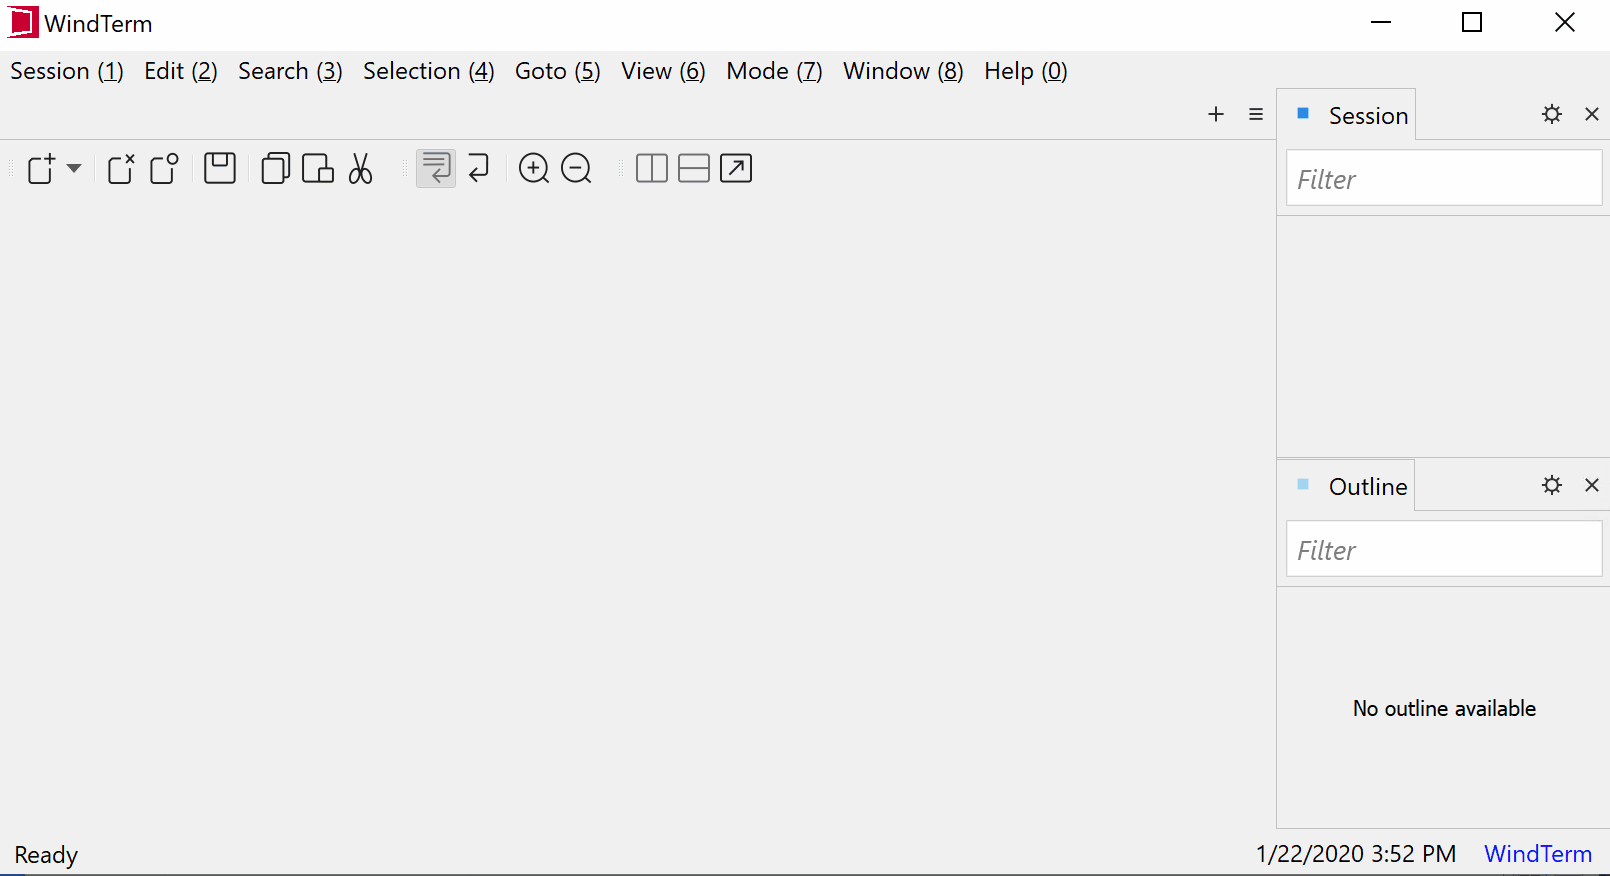 WindTerm
Session (1) Edit (2) Search (3) Selection (4) Goto (5) View (6) Mode (7) Window (8) Help (0)
Session
Filter
Outline
Filter
No outline available
Ready 1/22/2020 3:52 PM WindTerm